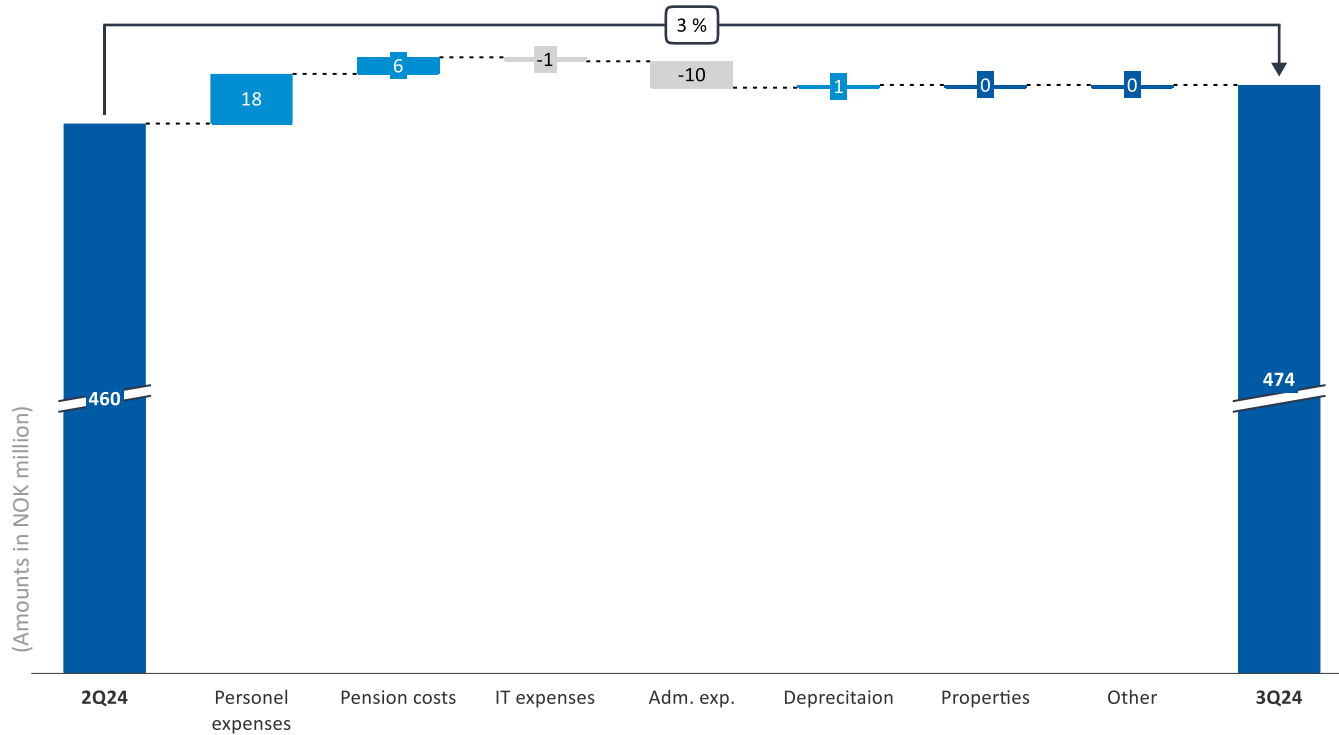 3 %
18
6
-1
-10
1
0
0
460
474
(Amounts in NOK million)
2Q24
Personel
expenses
Pension costs
IT expenses
Adm. exp.
Deprecitaion
Properties
Other
3Q24